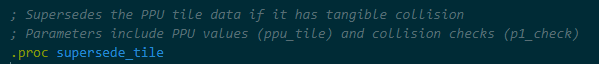 ; Supersedes the PPU tile data if it has tangible collision
; Parameters include PPU values (ppu_tile) and collision checks (p1_check)
.proc supersede_tile